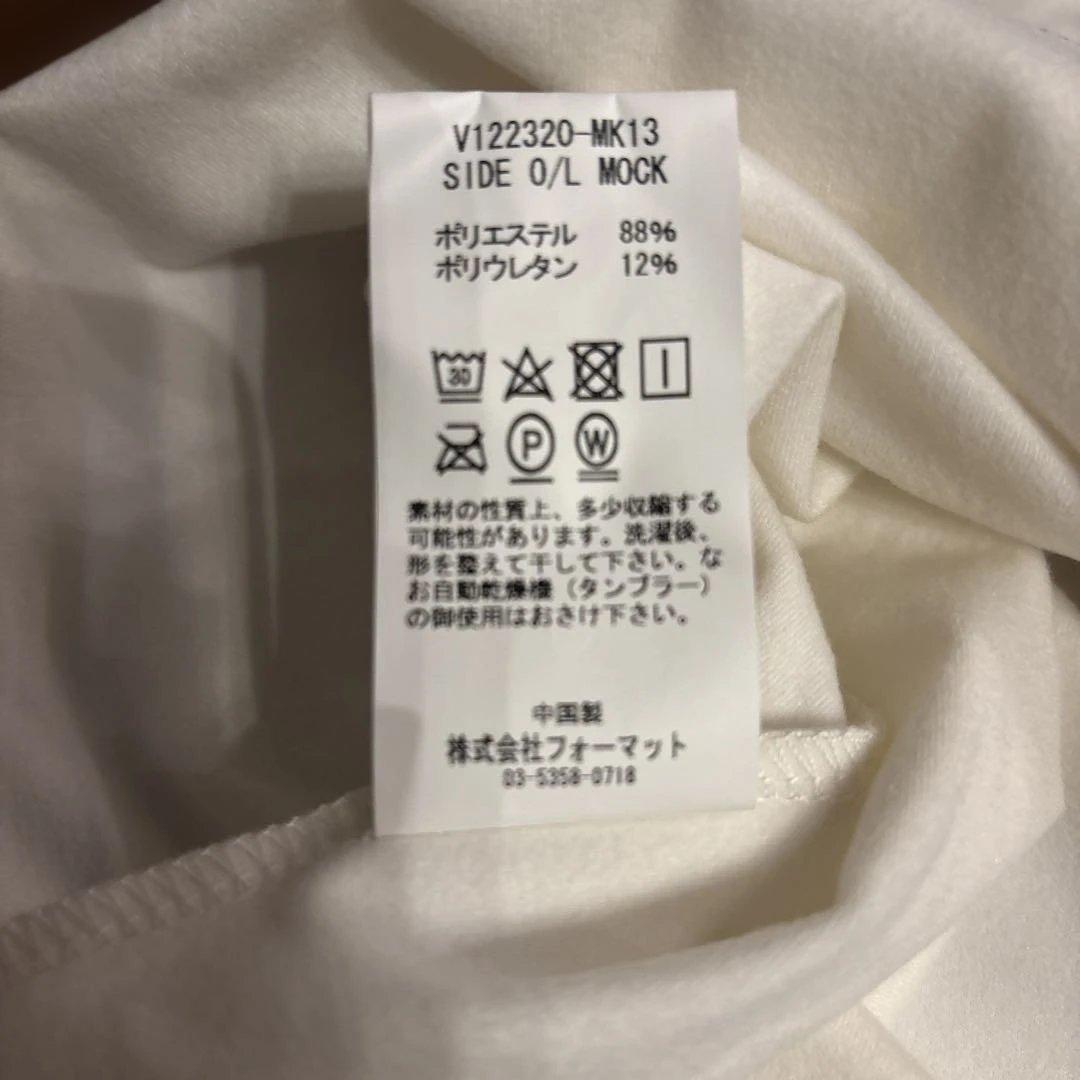 V122320-MK13
SIDE O/L MOCK
ポリエステル 88%
ポリウレタン 12%
30
P W
素材の性質上、多少収縮する
可能性があります。洗濯後、
形を整えて干して下さい。な
お自動乾燥機（タンブラー）
の御使用はおさけ下さい。
中国製
株式会社フォーマット
03-5358-0718